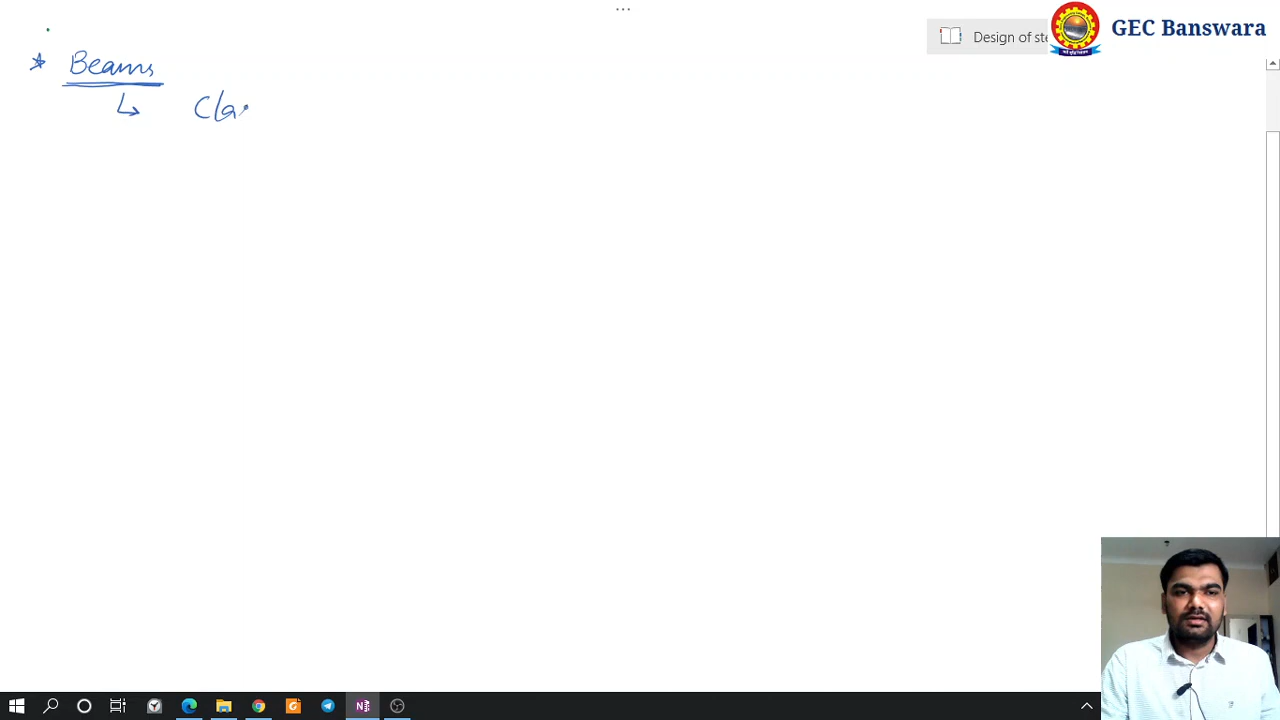 GEC Banswara
Design of ste
* Beams
↳ Cla